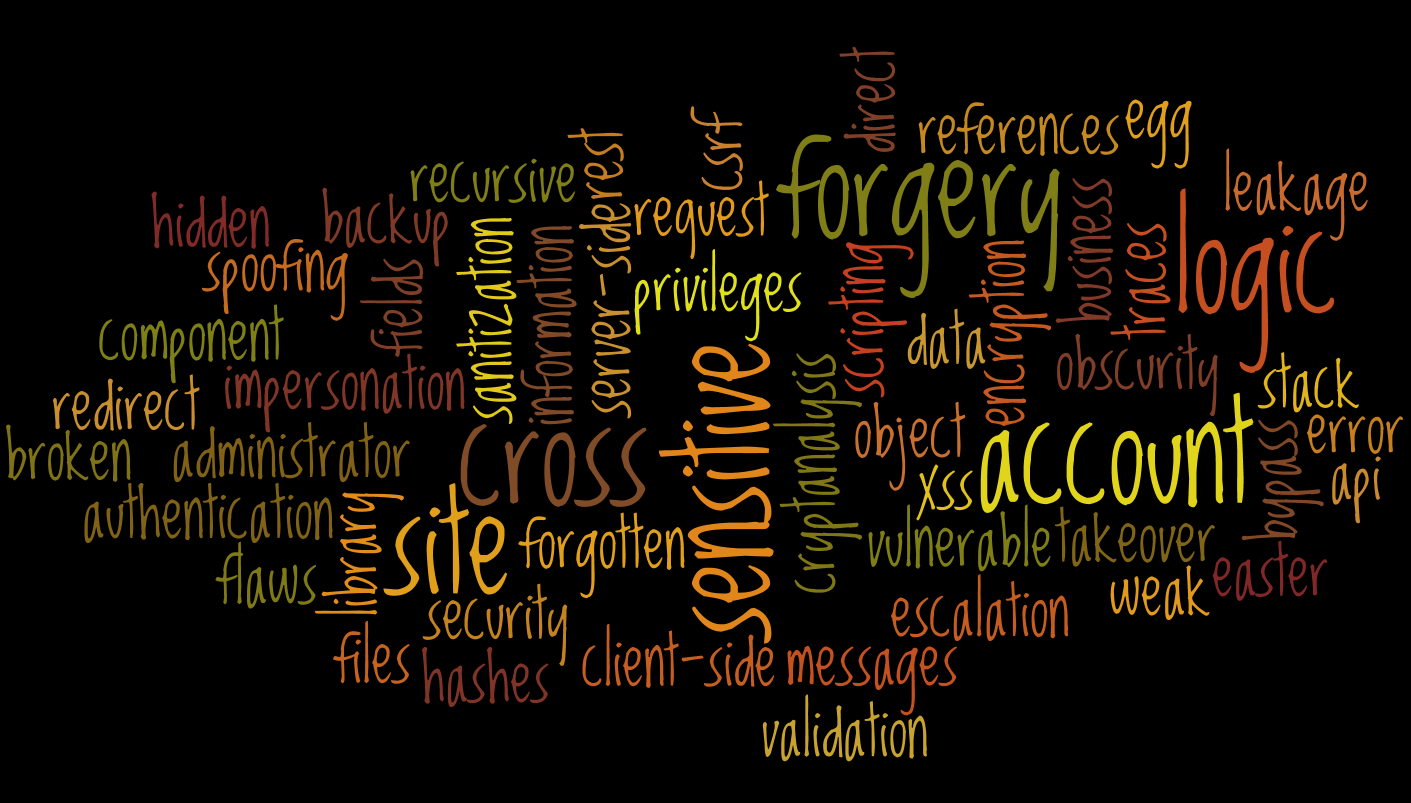 direct
references
egg
csrf
forgery
recursive
server-side
rest
request
leakage
hidden
backup
sanitization
information
business
traces
logic
spoofing
fields
privileges
scripting
encryption
data
component
impersonation
obscurity
redirect
sensitive
cryptanalysis
object
stack
broken
administrator
cross
xss
account
bypass
error
api
authentication
library
site
forgotten
vulnerable
takeover
flaws
security
weak
easter
escalation
files
hashes
client-side
messages
validation